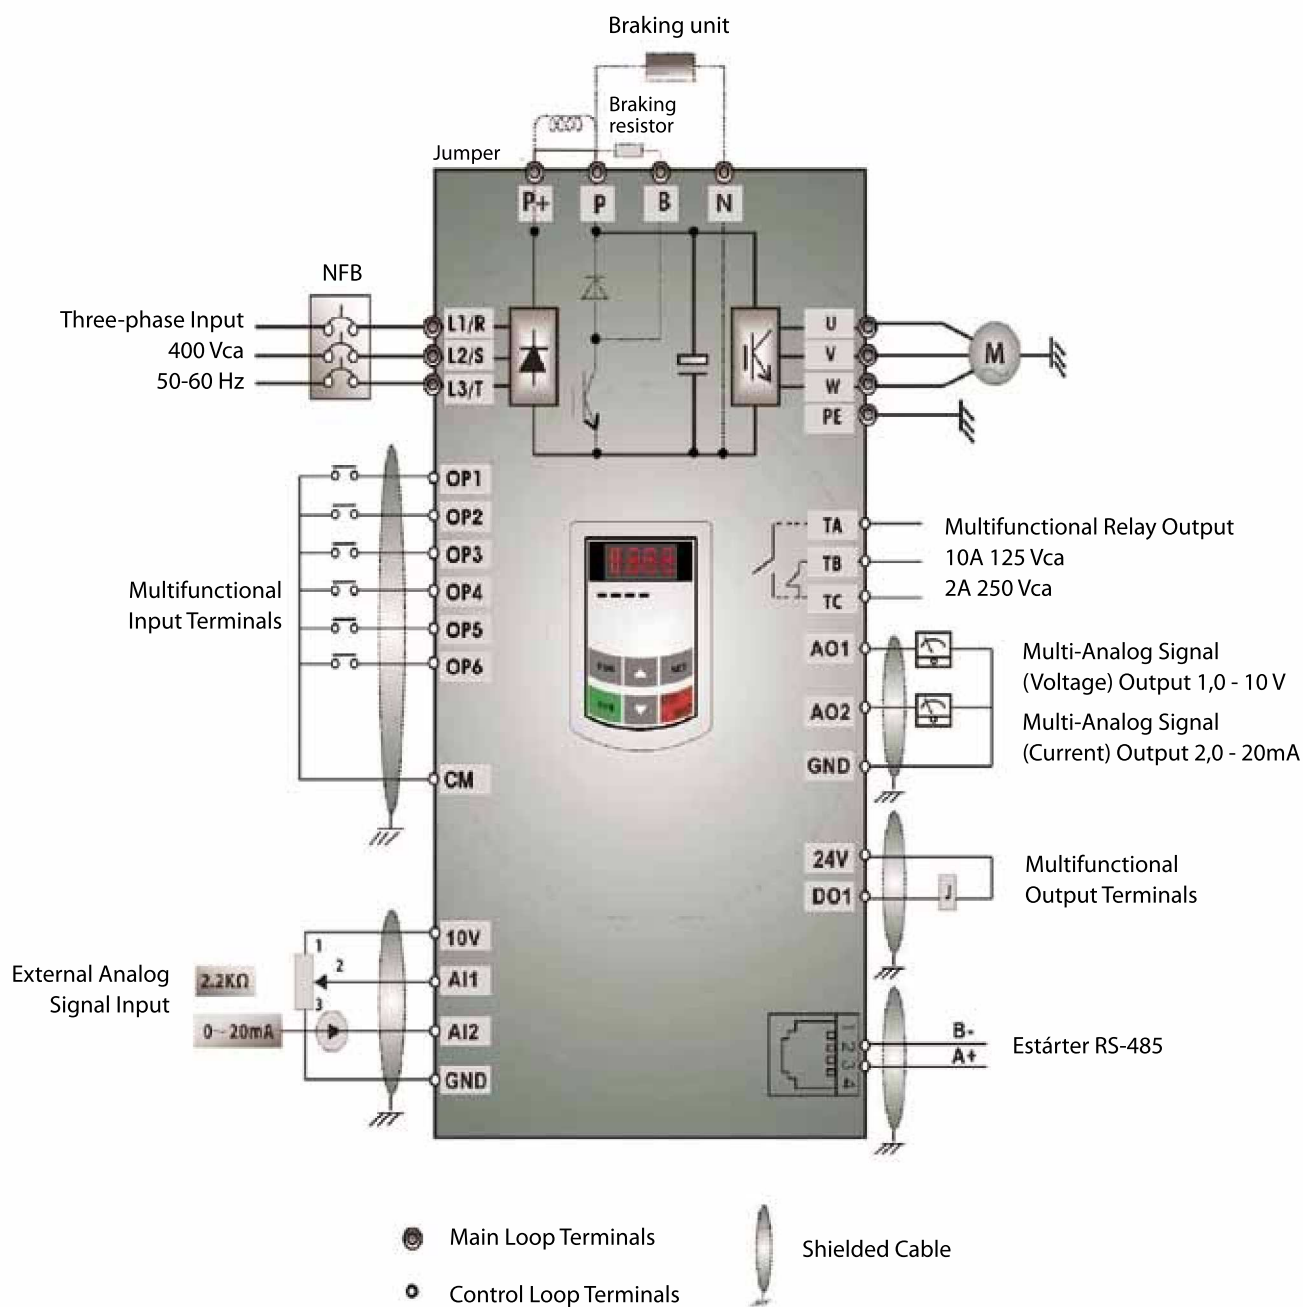 Braking unit
Braking
resistor
Jumper
P+ P B N
NFB
Three-phase Input
400 Vca
50-60 Hz
L1/R
L2/S
L3/T
U
V
W
PE
M
OP1
OP2
OP3
OP4
OP5
OP6
CM
Multifunctional
Input Terminals
TA
TB
TC
Multifunctional Relay Output
10A 125 Vca
2A 250 Vca
AO1
AO2
GND
Multi-Analog Signal
(Voltage) Output 1,0 - 10 V
Multi-Analog Signal
(Current) Output 2,0 - 20mA
24V
DO1
J
Multifunctional
Output Terminals
External Analog
Signal Input
2.2KΩ
0~20mA
1
2
3
10V
AI1
AI2
GND
1
2
3
4
B-
A+
Estárter RS-485
Main Loop Terminals
Control Loop Terminals
Shielded Cable